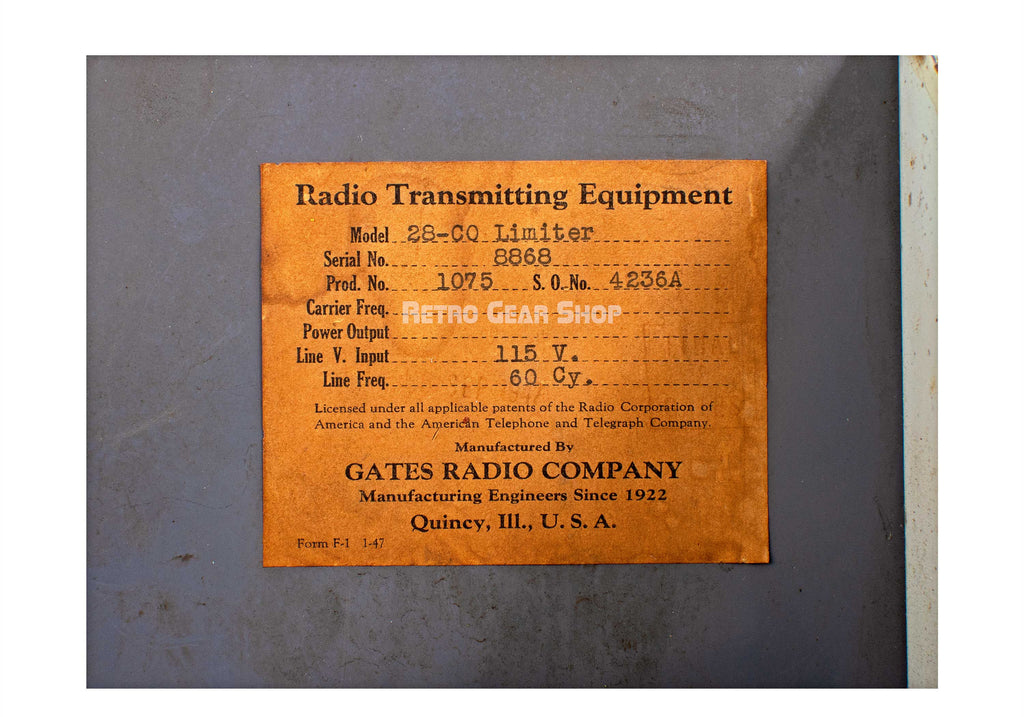 Radio Transmitting Equipment
Model 28-CO Limiter
Serial No. 8868
Prod. No. 1075 S. O. No. 4236A
Carrier Freq.
RETRO GEAR SHOP
Power Output
Line V. Input 115 V.
Line Freq. 60 Cy.
Licensed under all applicable patents of the Radio Corporation of
America and the American Telephone and Telegraph Company.
Manufactured By
GATES RADIO COMPANY
Manufacturing Engineers Since 1922
Quincy, Ill., U. S. A.
Form F-1 1-47